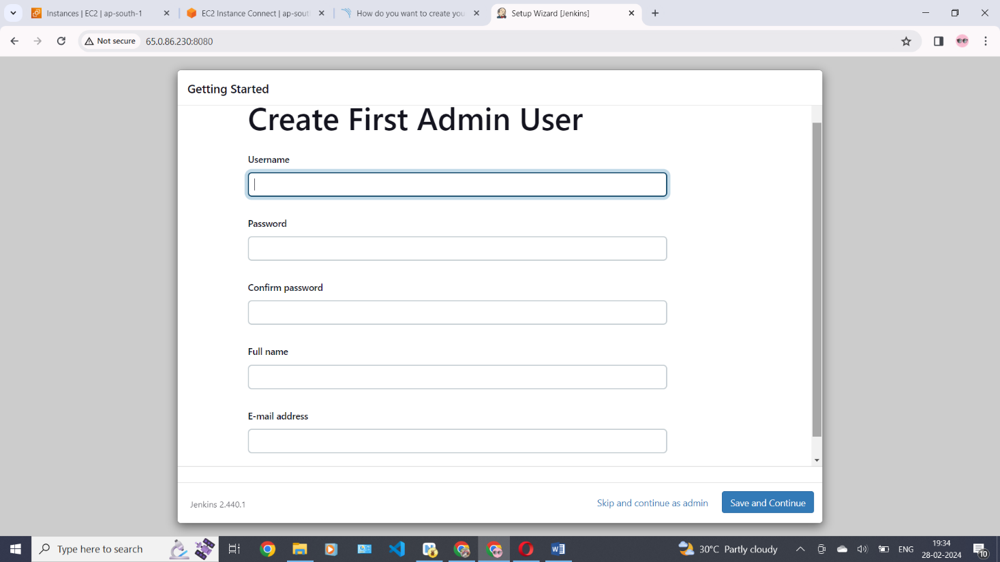 Instances | EC2 | ap-south-1
EC2 Instance Connect | ap-sout
How do you want to create you
Setup Wizard [Jenkins]
Not secure
65.0.86.230:8080
Getting Started
Create First Admin User
Username
Password
Confirm password
Full name
E-mail address
Jenkins 2.440.1
Skip and continue as admin
Save and Continue
Type here to search
30°C Partly cloudy
ENG
19:34
28-02-2024
10